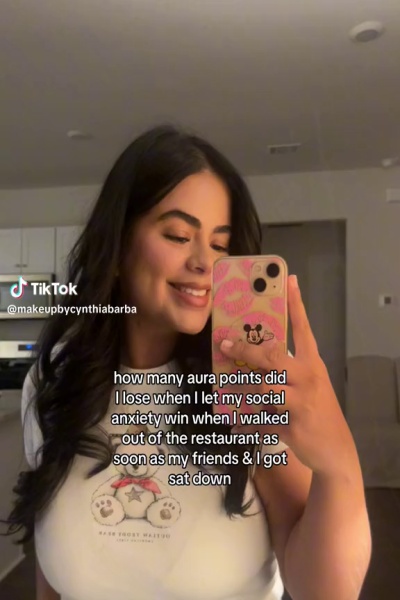 TikTok
@makeupbycynthiabarba
how many aura points did
I lose when I let my social
anxiety win when I walked
out of the restaurant as
soon as my friends & I got
sat down